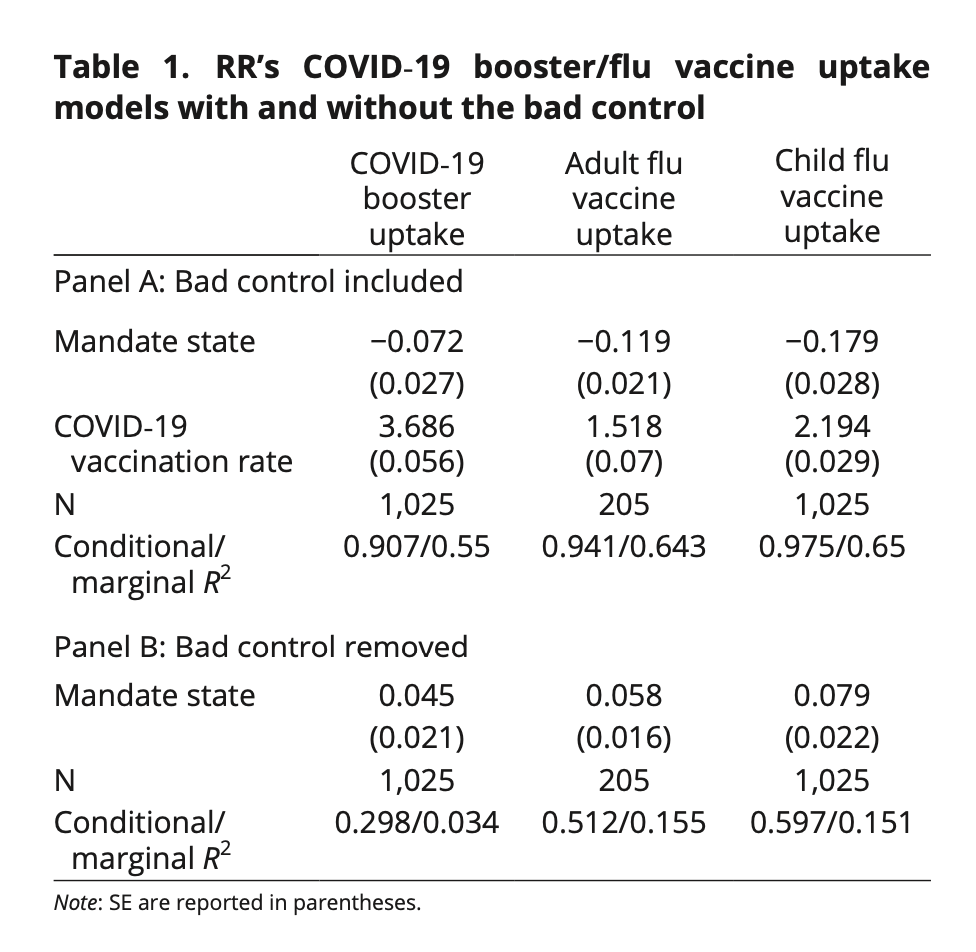 Table 1. RR’s COVID-19 booster/flu vaccine uptake
models with and without the bad control
COVID-19 booster uptake Adult flu vaccine uptake Child flu vaccine uptake
Panel A: Bad control included
Mandate state −0.072 −0.119 −0.179
(0.027) (0.021) (0.028)
COVID-19 3.686 1.518 2.194
vaccination rate (0.056) (0.07) (0.029)
N 1,025 205 1,025
Conditional/ 0.907/0.55 0.941/0.643 0.975/0.65
marginal R²
Panel B: Bad control removed
Mandate state 0.045 0.058 0.079
(0.021) (0.016) (0.022)
N 1,025 205 1,025
Conditional/ 0.298/0.034 0.512/0.155 0.597/0.151
marginal R²
Note: SE are reported in parentheses.